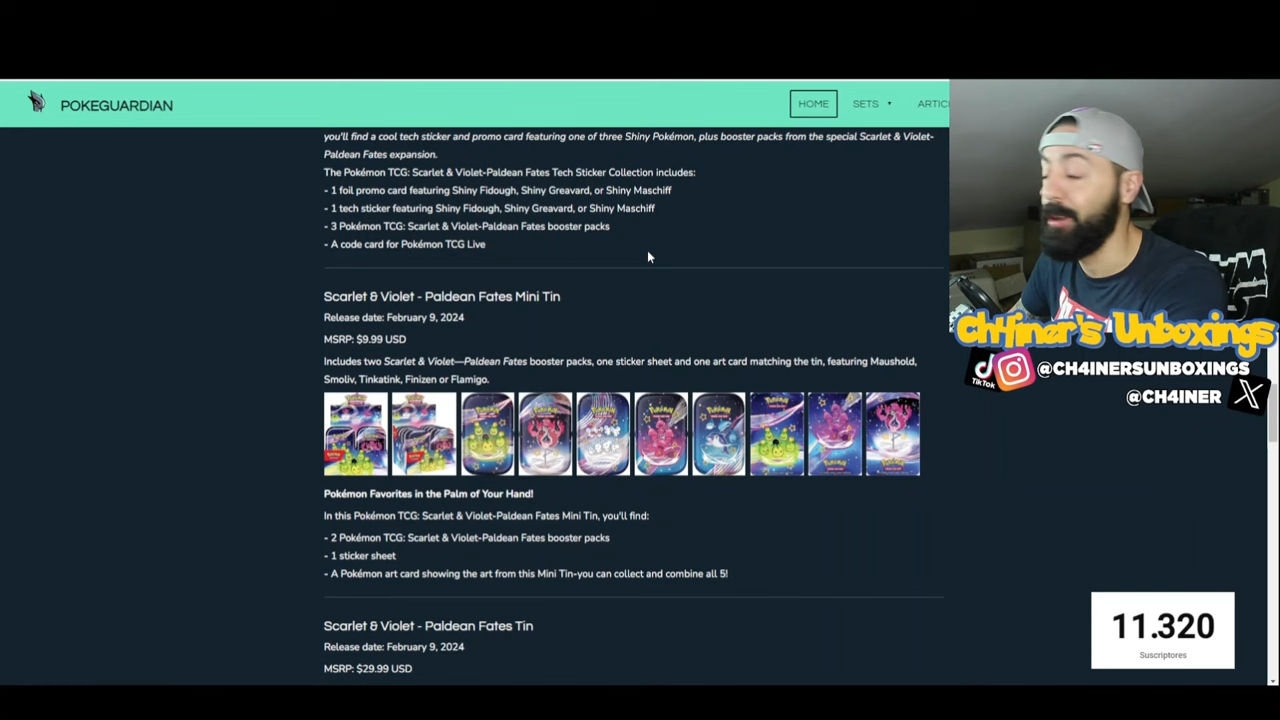 POKEGUARDIAN
HOME
SETS
ARTIC
you'll find a cool tech sticker and promo card featuring one of three Shiny Pokémon, plus booster packs from the special Scarlet & Violet-
Paldean Fates expansion.
The Pokémon TCG: Scarlet & Violet-Paldean Fates Tech Sticker Collection includes:
- 1 foil promo card featuring Shiny Fidough, Shiny Greavard, or Shiny Maschiff
- 1 tech sticker featuring Shiny Fidough, Shiny Greavard, or Shiny Maschiff
- 3 Pokémon TCG: Scarlet & Violet-Paldean Fates booster packs
- A code card for Pokémon TCG Live
Scarlet & Violet - Paldean Fates Mini Tin
Release date: February 9, 2024
MSRP: $9.99 USD
Includes two Scarlet & Violet—Paldean Fates booster packs, one sticker sheet and one art card matching the tin, featuring Maushold,
Smoliv, Tinkatink, Finizen or Flamigo.
Pokémon Favorites in the Palm of Your Hand!
In this Pokémon TCG: Scarlet & Violet-Paldean Fates Mini Tin, you'll find:
- 2 Pokémon TCG: Scarlet & Violet-Paldean Fates booster packs
- 1 sticker sheet
- A Pokémon art card showing the art from this Mini Tin-you can collect and combine all 5!
Scarlet & Violet - Paldean Fates Tin
Release date: February 9, 2024
MSRP: $29.99 USD
Ch4iner's Unboxings
TikTok
@CH4INERSUNBOXINGS
@CH4INER
11.320
Suscriptores